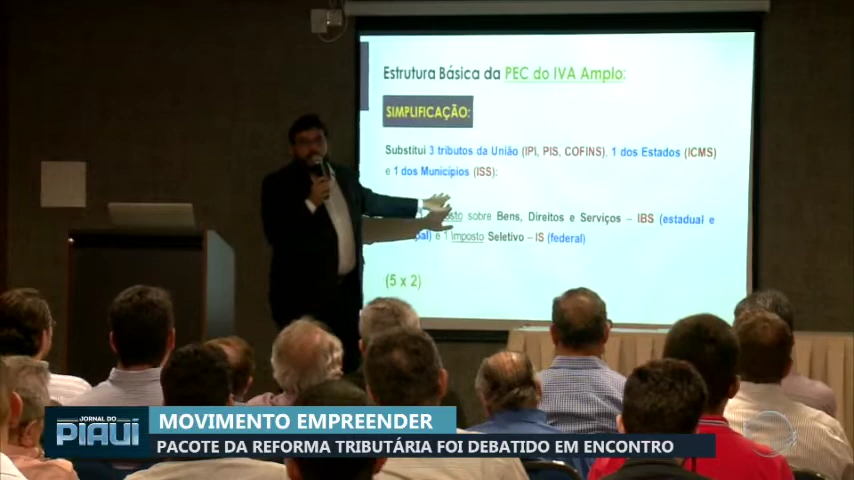 Estrutura Básica da PEC do IVA Amplo:
SIMPLIFICAÇÃO:
Substitui 3 tributos da União (IPI, PIS, COFINS), 1 dos Estados (ICMS)
e 1 dos Municípios (ISS):
sobre Bens, Direitos e Serviços – IBS (estadual e
e 1 Imposto Seletivo – IS (federal)
(5 x 2)
JORNAL DO
PIAUÍ
MOVIMENTO EMPREENDER
PACOTE DA REFORMA TRIBUTÁRIA FOI DEBATIDO EM ENCONTRO